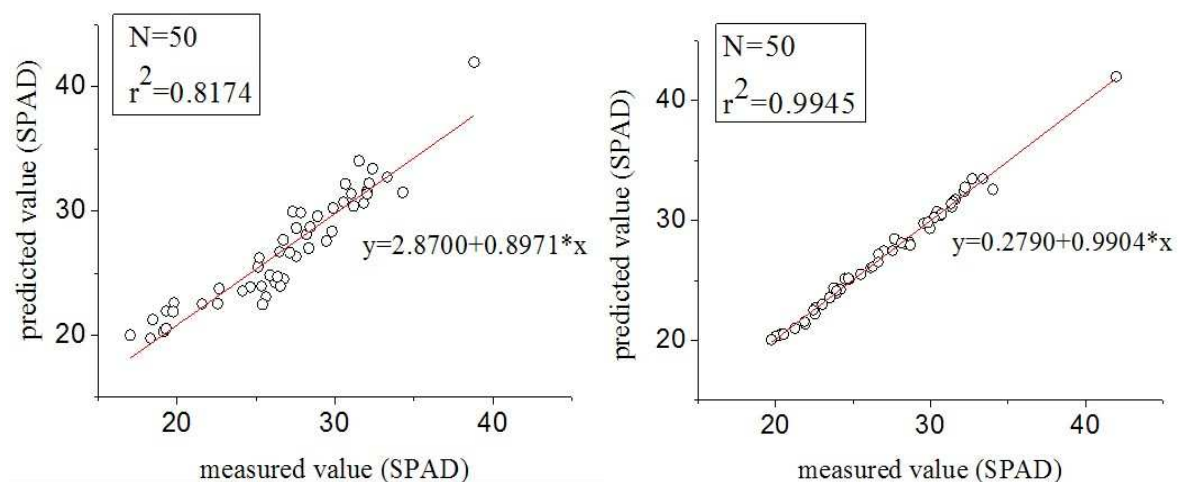 N=50
r2=0.8174
40
30
20
predicted value (SPAD)
y=2.8700+0.8971*x
20 30 40
measured value (SPAD)
N=50
r2=0.9945
40
30
20
predicted value (SPAD)
y=0.2790+0.9904*x
20 30 40
measured value (SPAD)